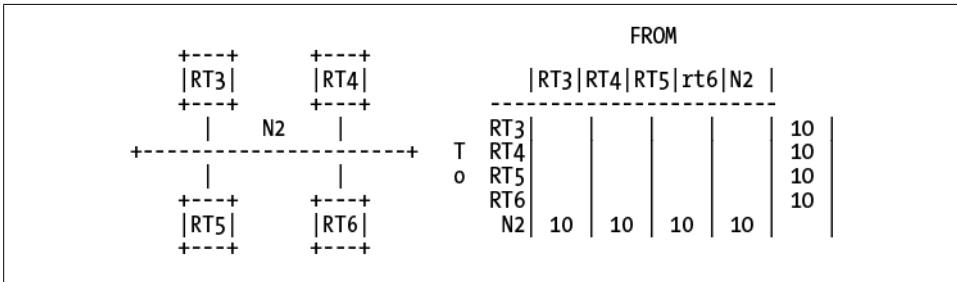 FROM
+---+ +---+
|RT3| |RT4| |RT3|RT4|RT5|rt6|N2 |
+---+ +---+ -----------------------
| N2 | RT3| | | | | 10 |
+----------------------+ T RT4| | | | | 10 |
| | o RT5| | | | | 10 |
+---+ +---+ RT6| | | | | 10 |
|RT5| |RT6| N2| 10 | 10 | 10 | 10 | |
+---+ +---+